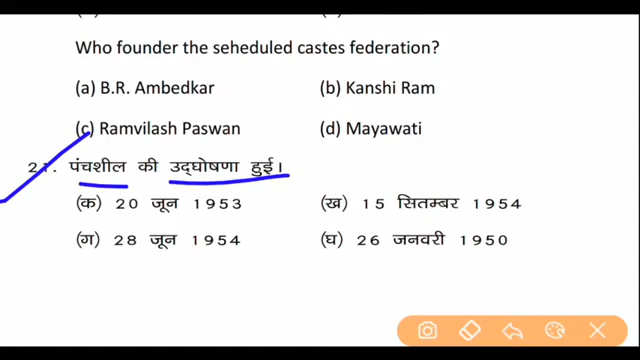 Who founder the seheduled castes federation?
(a) B.R. Ambedkar (b) Kanshi Ram
(c) Ramvilash Paswan (d) Mayawati
21. पंचशील की उद्घोषणा हुई।
(क) 20 जून 1953 (ख) 15 सितम्बर 1954
(ग) 28 जून 1954 (घ) 26 जनवरी 1950